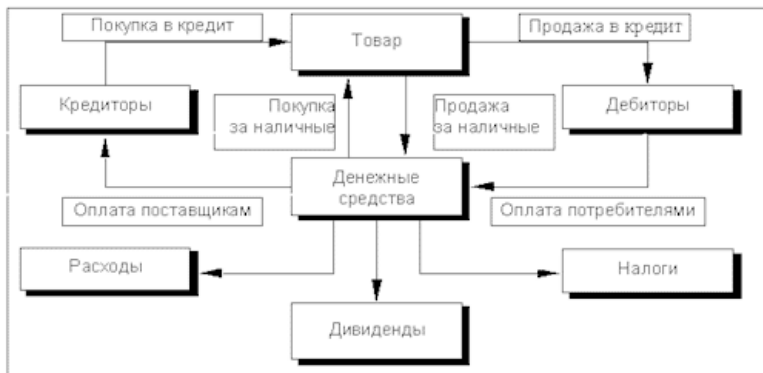 Покупка в кредит
Товар
Продажа в кредит
Кредиторы
Покупка
за наличные
Продажа
за наличные
Дебиторы
Денежные
средства
Оплата поставщикам
Оплата потребителями
Расходы
Налоги
Дивиденды